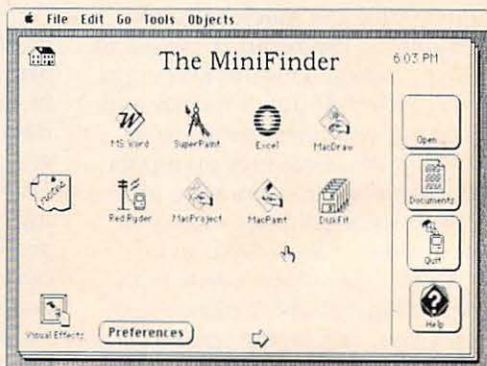 File Edit Go Tools Objects
The MiniFinder
6:03 PM
MS Word SuperPaint Excel MacDraw
Open...
notes
Red Ryder MacProject MacPaint DiskFit
Documents
Quit
Visual Effects
Preferences
Help